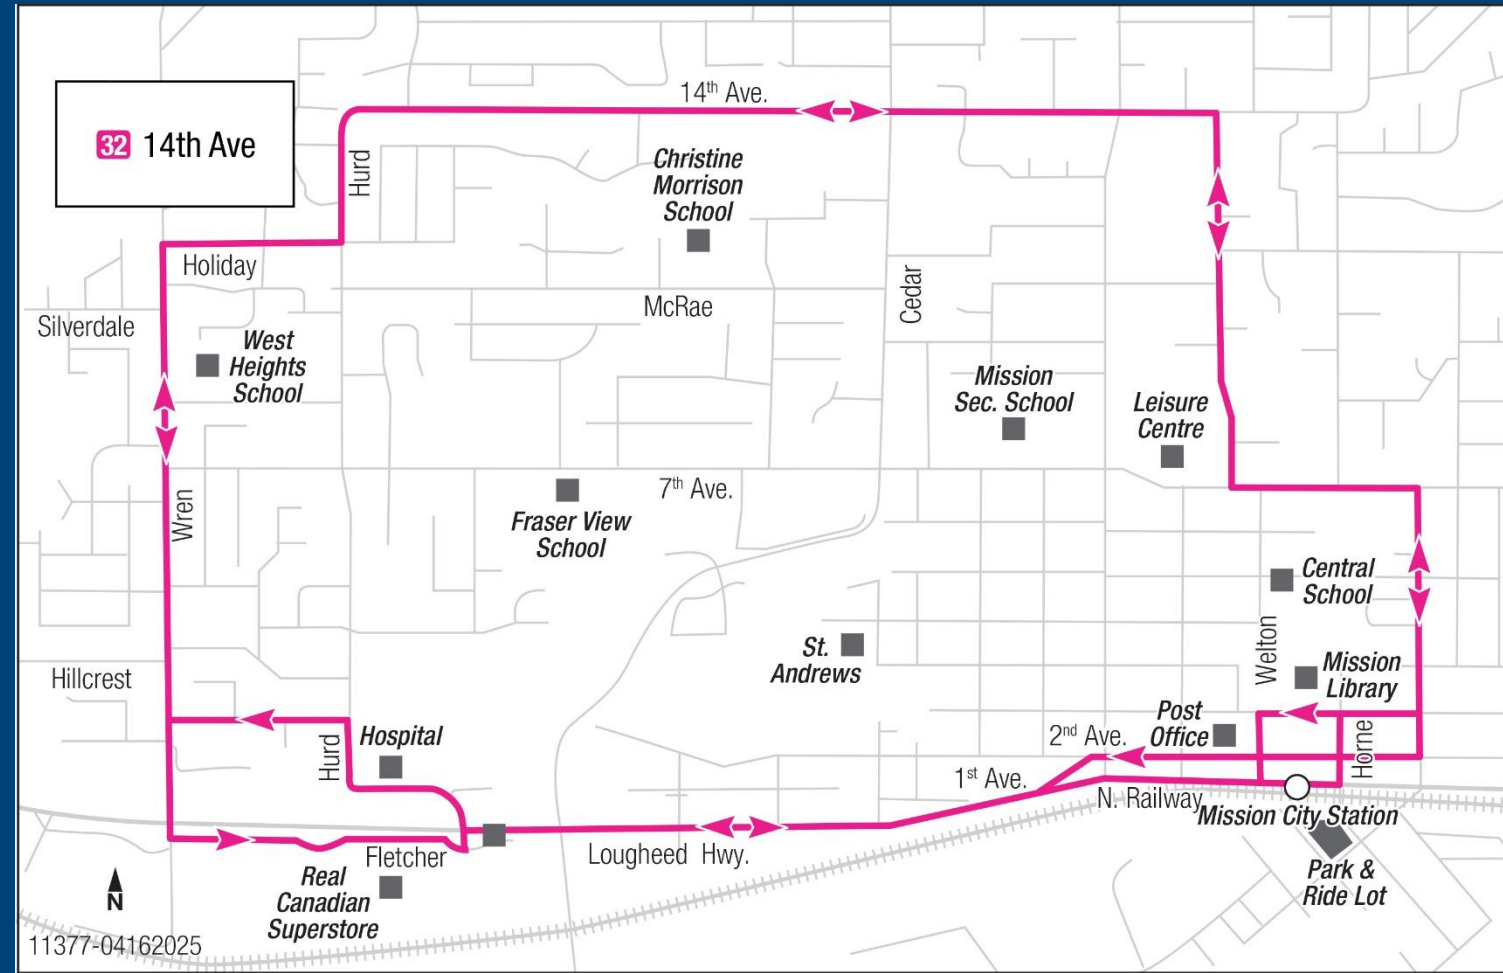 14th Ave.
32 14th Ave
Hurd
Christine
Morrison
School
Holiday
Cedar
McRae
Silverdale
West
Heights
School
Mission
Sec. School
Leisure
Centre
Wren
7th Ave.
Fraser View
School
Central
School
Welton
St.
Andrews
Mission
Library
Hillcrest
Hurd
Hospital
Post
Office
2nd Ave.
Horne
1st Ave.
N. Railway
Mission City Station
Fletcher
Lougheed Hwy.
Real
Canadian
Superstore
Park &
Ride Lot
N
11377-04162025